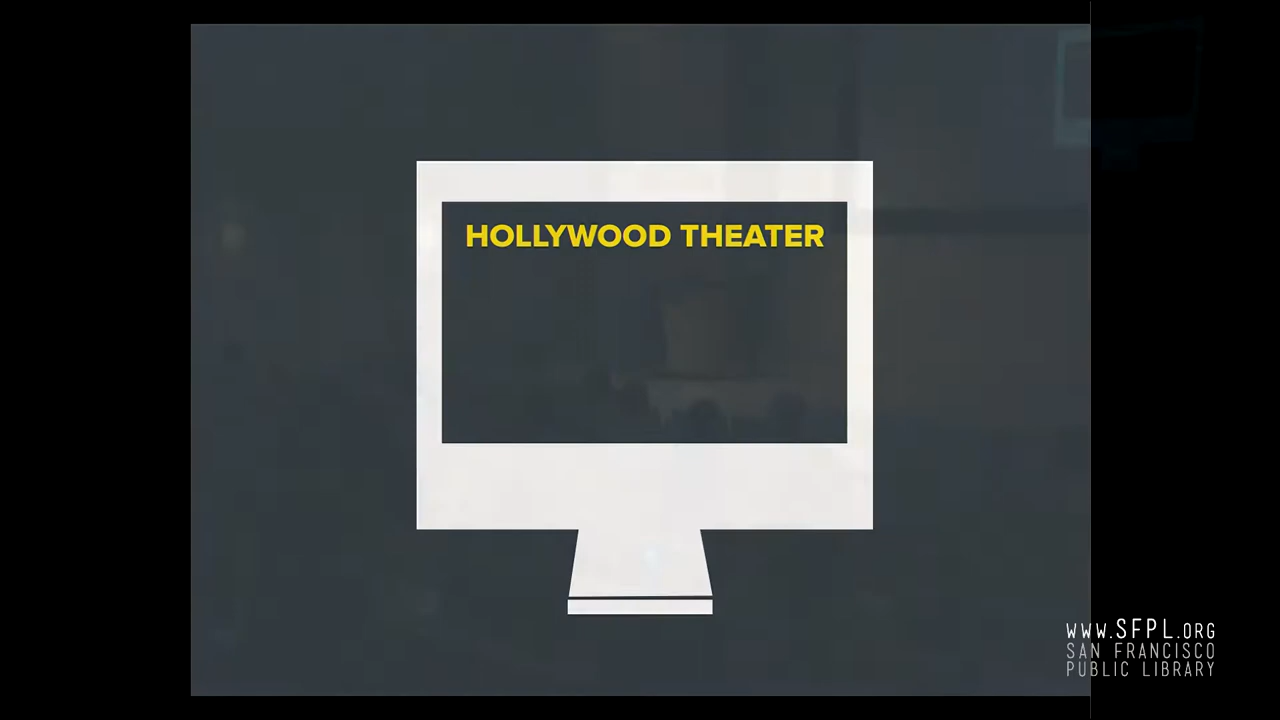 HOLLYWOOD THEATER
www.SFPL.ORG
SAN FRANCISCO
PUBLIC LIBRARY